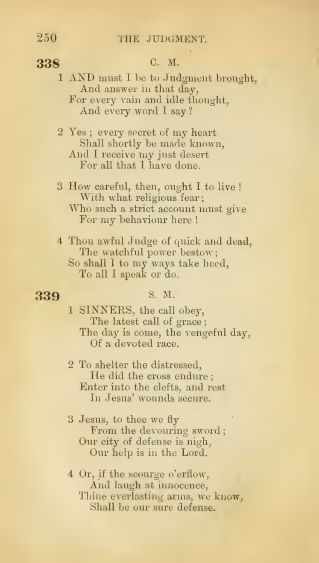 250 THE JUDGMENT.
338 C. M.
1 AND must I be to Judgment brought,
And answer in that day,
For every vain and idle thought,
And every word I say?
2 Yes; every secret of my heart
Shall shortly be made known,
And I receive my just desert
For all that I have done.
3 How careful, then, ought I to live!
With what religious fear;
Who such a strict account must give
For my behaviour here!
4 Thou awful Judge of quick and dead,
The watchful power bestow;
So shall I to my ways take heed,
To all I speak or do.
339 S. M.
1 SINNERS, the call obey,
The latest call of grace;
The day is come, the vengeful day,
Of a devoted race.
2 To shelter the distressed,
He did the cross endure;
Enter into the clefts, and rest
In Jesus' wounds secure.
3 Jesus, to thee we fly
From the devouring sword;
Our city of defense is nigh,
Our help is in the Lord.
4 Or, if the scourge o'erflow,
And laugh at innocence,
Thine everlasting arms, we know,
Shall be our sure defense.